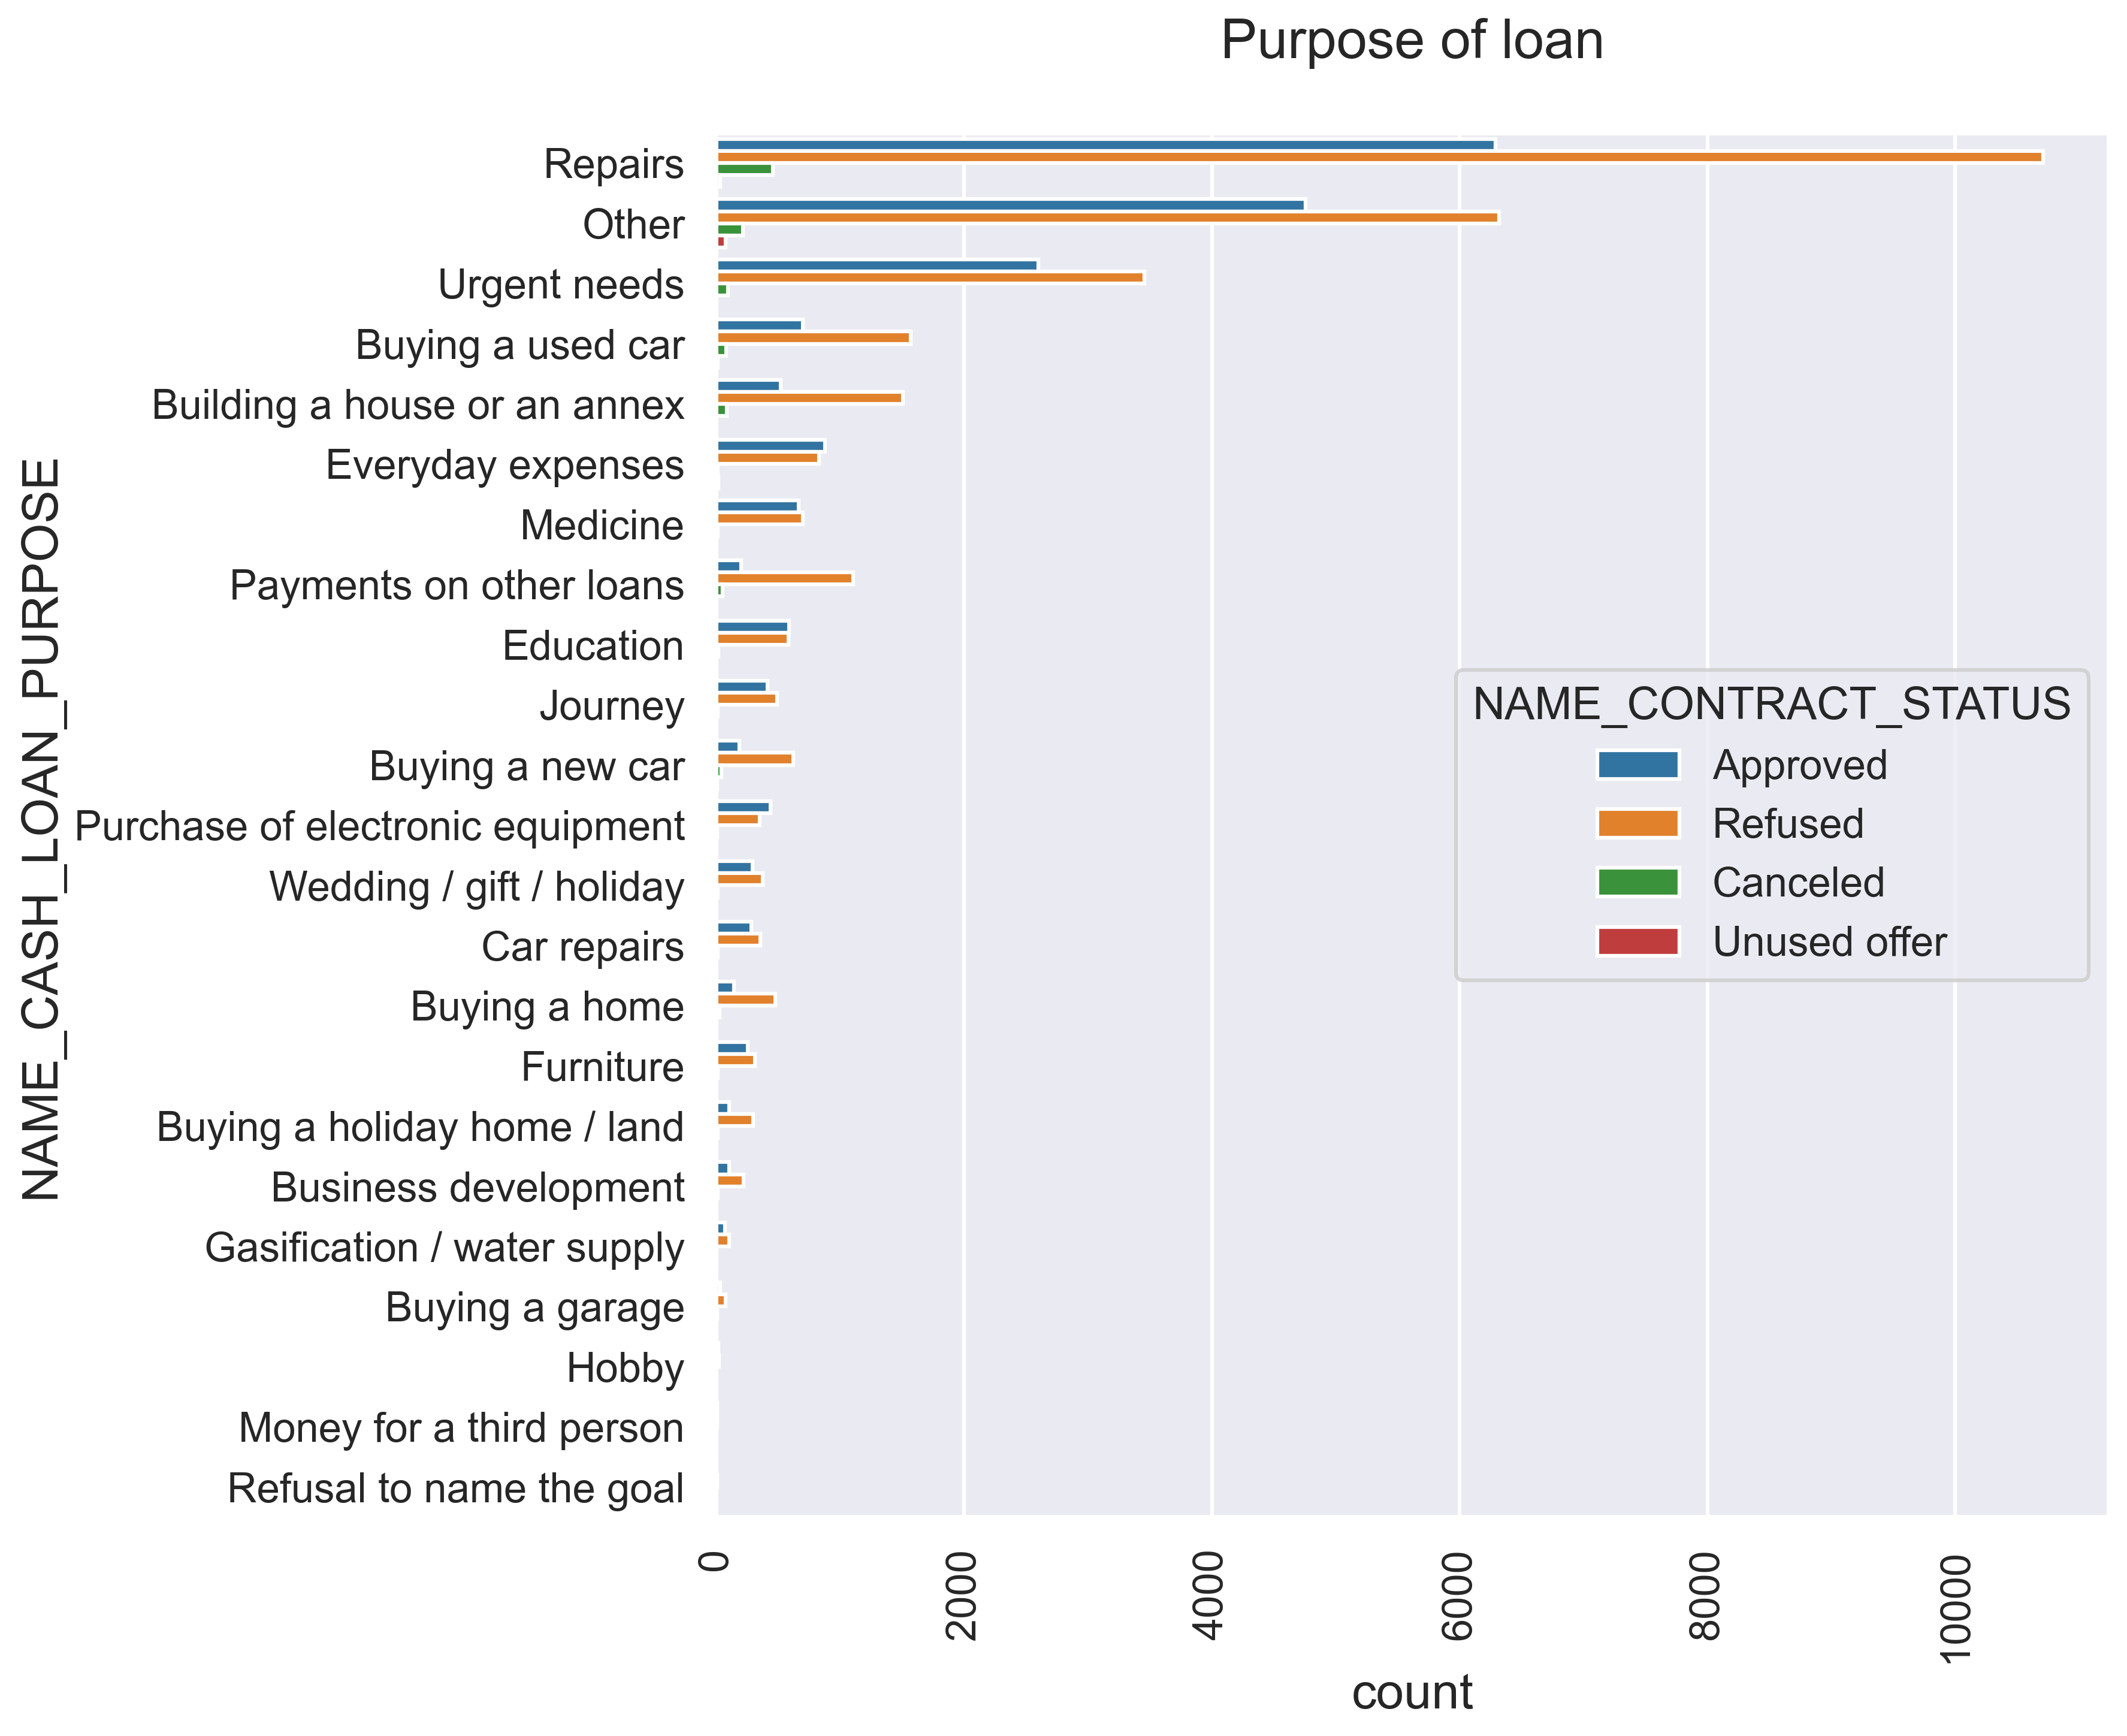 Purpose of loan
NAME_CASH_LOAN_PURPOSE
Repairs
Other
Urgent needs
Buying a used car
Building a house or an annex
Everyday expenses
Medicine
Payments on other loans
Education
Journey
Buying a new car
Purchase of electronic equipment
Wedding / gift / holiday
Car repairs
Buying a home
Furniture
Buying a holiday home / land
Business development
Gasification / water supply
Buying a garage
Hobby
Money for a third person
Refusal to name the goal
NAME_CONTRACT_STATUS
Approved
Refused
Canceled
Unused offer
0
2000
4000
6000
8000
10000
count